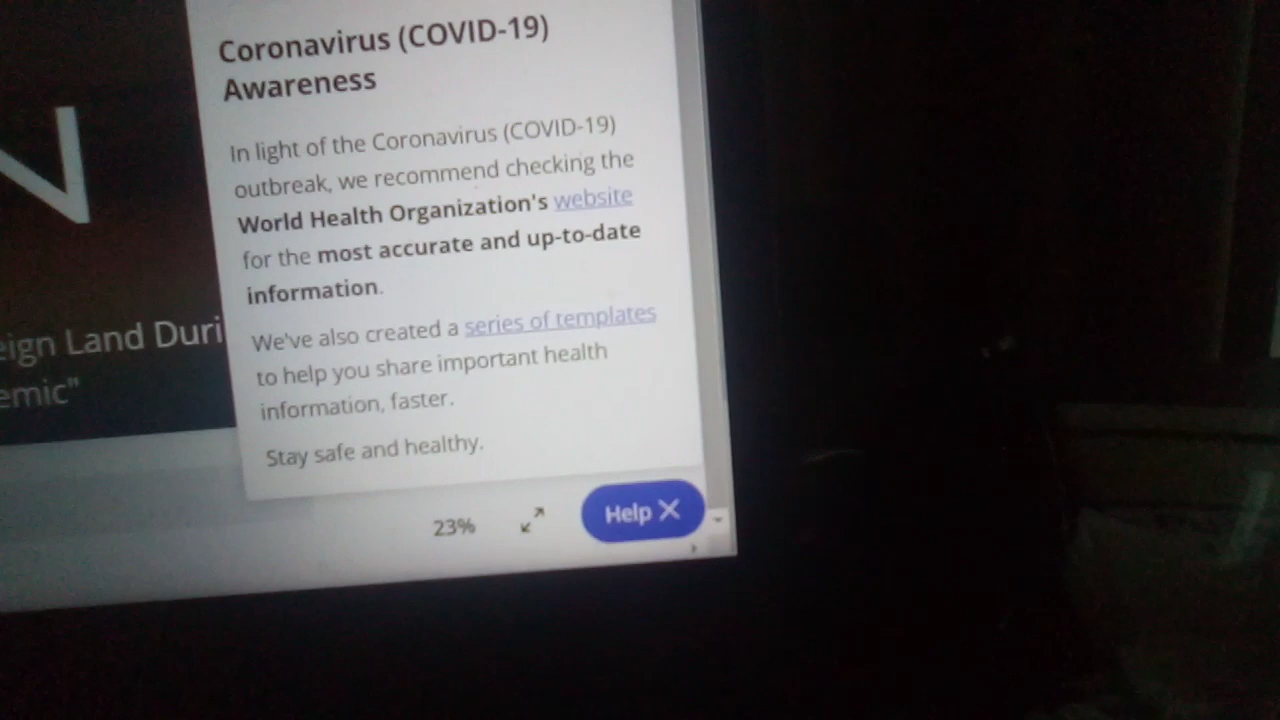 Coronavirus (COVID-19)
Awareness
In light of the Coronavirus (COVID-19)
outbreak, we recommend checking the
World Health Organization's website
for the most accurate and up-to-date
information.
We've also created a series of templates
to help you share important health
information, faster.
Stay safe and healthy.
N
eign Land Duri
emic"
23%
Help